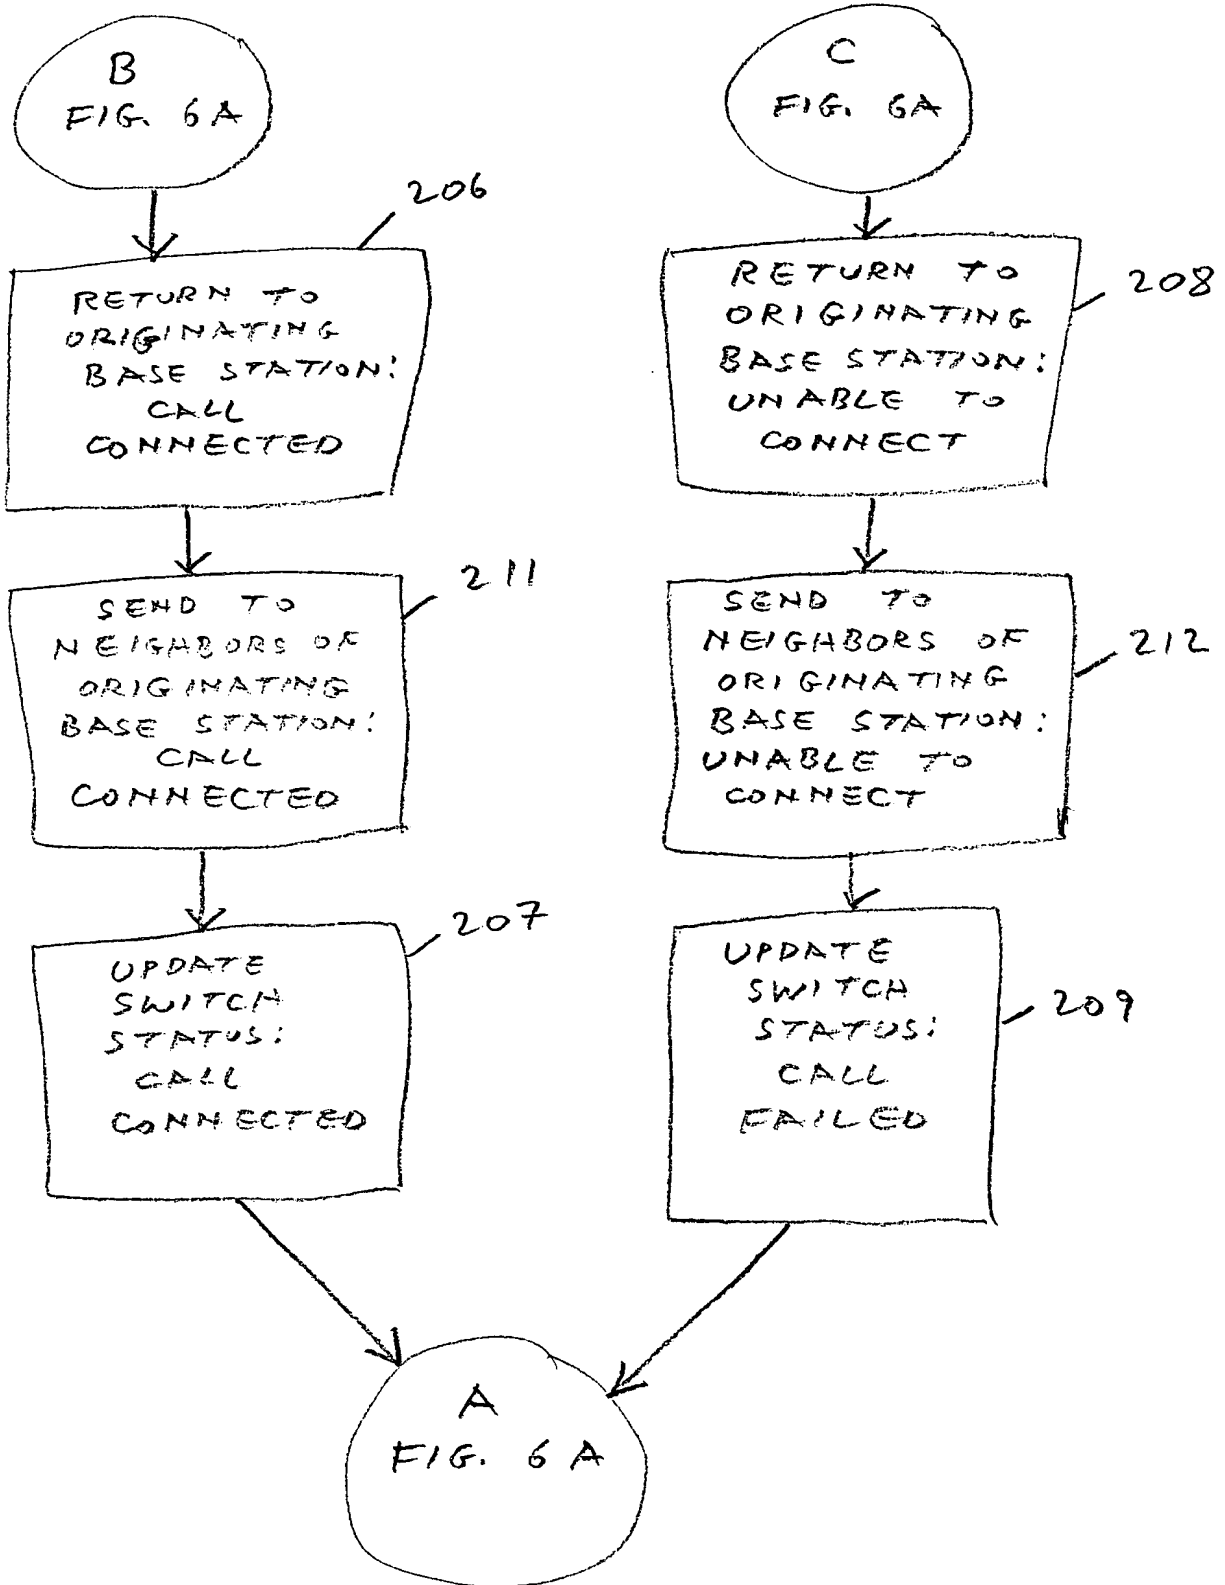 B
FIG. 6A
206
RETURN TO
ORIGINATING
BASE STATION:
CALL
CONNECTED
211
SEND TO
NEIGHBORS OF
ORIGINATING
BASE STATION:
CALL
CONNECTED
207
UPDATE
SWITCH
STATUS:
CALL
CONNECTED
C
FIG. 6A
208
RETURN TO
ORIGINATING
BASE STATION:
UNABLE TO
CONNECT
212
SEND TO
NEIGHBORS OF
ORIGINATING
BASE STATION:
UNABLE TO
CONNECT
209
UPDATE
SWITCH
STATUS:
CALL
FAILED
A
FIG. 6A